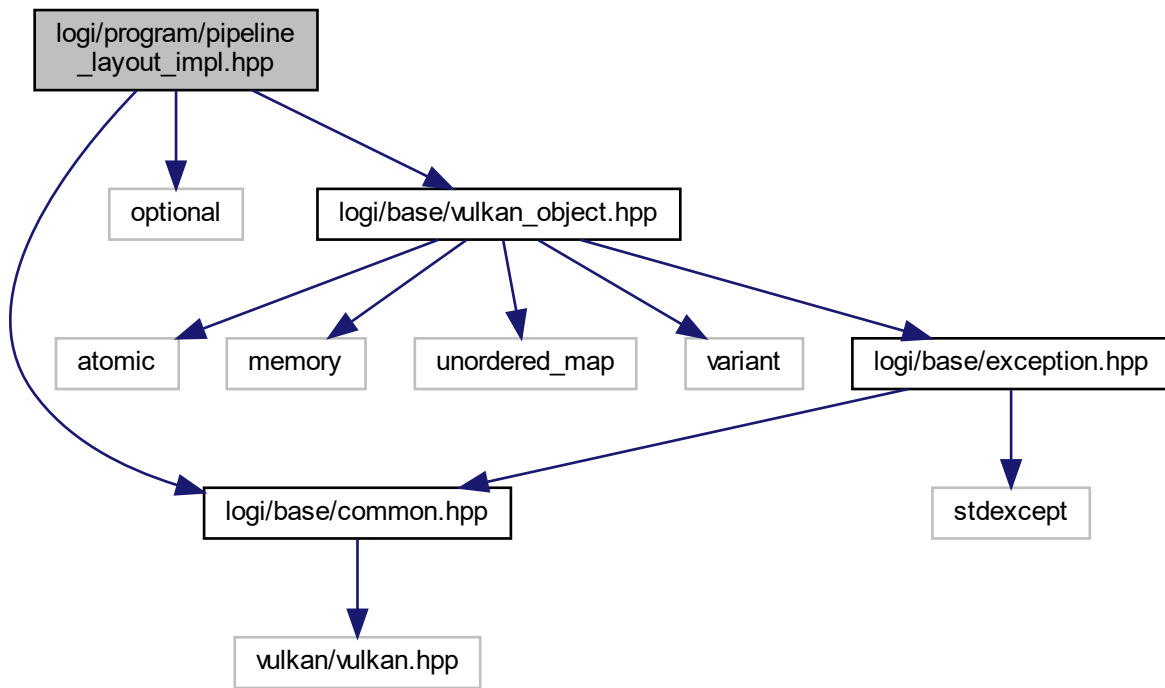 logi/program/pipeline
_layout_impl.hpp
optional
logi/base/vulkan_object.hpp
atomic
memory
unordered_map
variant
logi/base/exception.hpp
logi/base/common.hpp
stdexcept
vulkan/vulkan.hpp